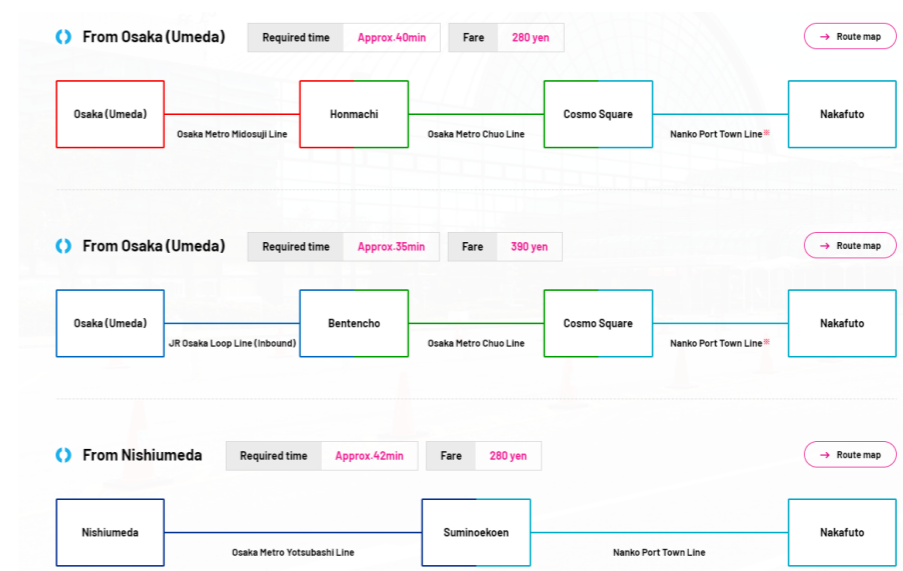 From Osaka (Umeda) Required time Approx.40min Fare 280 yen → Route map
Osaka (Umeda) Honmachi Cosmo Square Nakafuto
Osaka Metro Midosuji Line Osaka Metro Chuo Line Nanko Port Town Line※
From Osaka (Umeda) Required time Approx.35min Fare 390 yen → Route map
Osaka (Umeda) Bentencho Cosmo Square Nakafuto
JR Osaka Loop Line (Inbound) Osaka Metro Chuo Line Nanko Port Town Line※
From Nishiumeda Required time Approx.42min Fare 280 yen → Route map
Nishiumeda Suminoekoen Nakafuto
Osaka Metro Yotsubashi Line Nanko Port Town Line